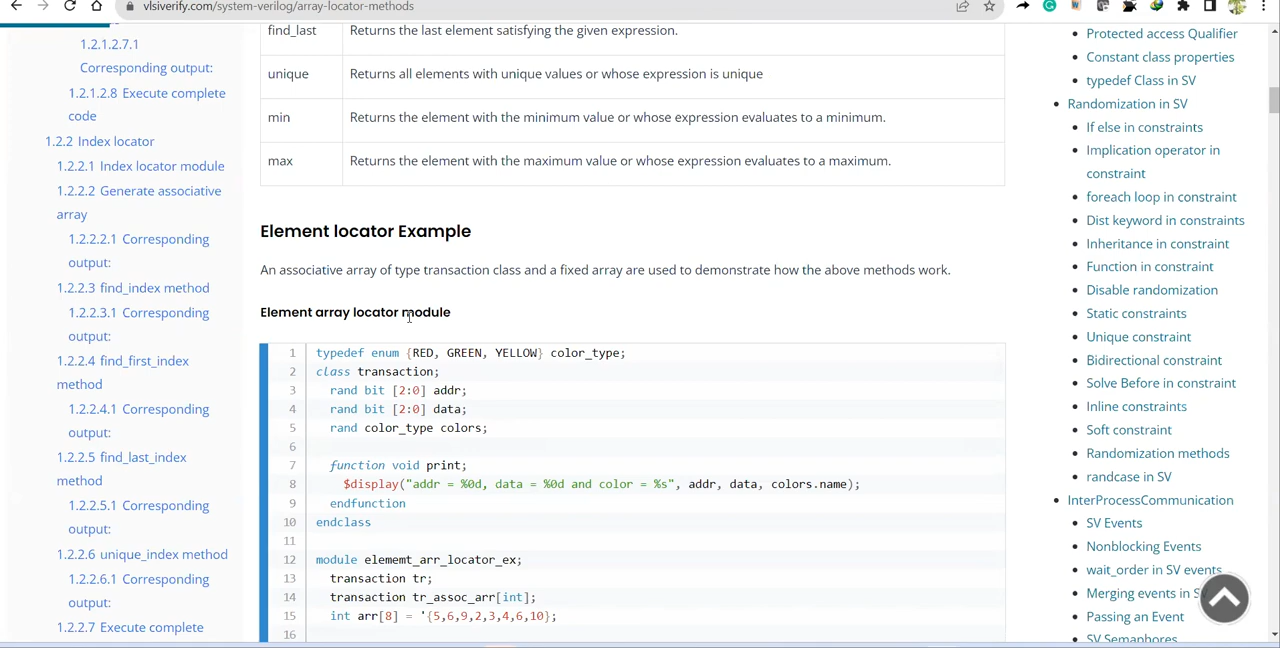 vlsiverify.com/system-verilog/array-locator-methods
1.2.1.2.7.1
Corresponding output:
1.2.1.2.8 Execute complete
code
1.2.2 Index locator
1.2.2.1 Index locator module
1.2.2.2 Generate associative
array
1.2.2.2.1 Corresponding
output:
1.2.2.3 find_index method
1.2.2.3.1 Corresponding
output:
1.2.2.4 find_first_index
method
1.2.2.4.1 Corresponding
output:
1.2.2.5 find_last_index
method
1.2.2.5.1 Corresponding
output:
1.2.2.6 unique_index method
1.2.2.6.1 Corresponding
output:
1.2.2.7 Execute complete
find_last Returns the last element satisfying the given expression.
unique Returns all elements with unique values or whose expression is unique
min Returns the element with the minimum value or whose expression evaluates to a minimum.
max Returns the element with the maximum value or whose expression evaluates to a maximum.
Element locator Example
An associative array of type transaction class and a fixed array are used to demonstrate how the above methods work.
Element array locator module
1 typedef enum {RED, GREEN, YELLOW} color_type;
2 class transaction;
3 rand bit [2:0] addr;
4 rand bit [2:0] data;
5 rand color_type colors;
6
7 function void print;
8 $display("addr = %0d, data = %0d and color = %s", addr, data, colors.name);
9 endfunction
10 endclass
11
12 module elememt_arr_locator_ex;
13 transaction tr;
14 transaction tr_assoc_arr[int];
15 int arr[8] = '{5,6,9,2,3,4,6,10};
16
Protected access Qualifier
Constant class properties
typedef Class in SV
Randomization in SV
If else in constraints
Implication operator in
constraint
foreach loop in constraint
Dist keyword in constraints
Inheritance in constraint
Function in constraint
Disable randomization
Static constraints
Unique constraint
Bidirectional constraint
Solve Before in constraint
Inline constraints
Soft constraint
Randomization methods
randcase in SV
InterProcessCommunication
SV Events
Nonblocking Events
wait_order in SV events
Merging events in
Passing an Event
SV Semaphores